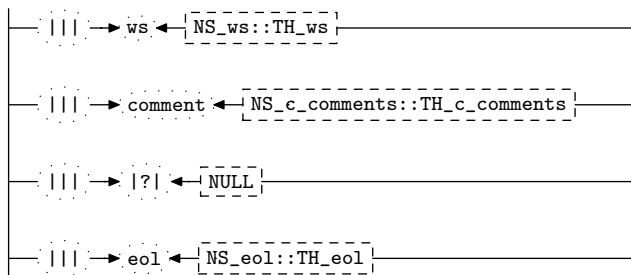 ||| ws NS_ws::TH_ws
||| comment NS_c_comments::TH_c_comments
||| |?| NULL
||| eol NS_eol::TH_eol